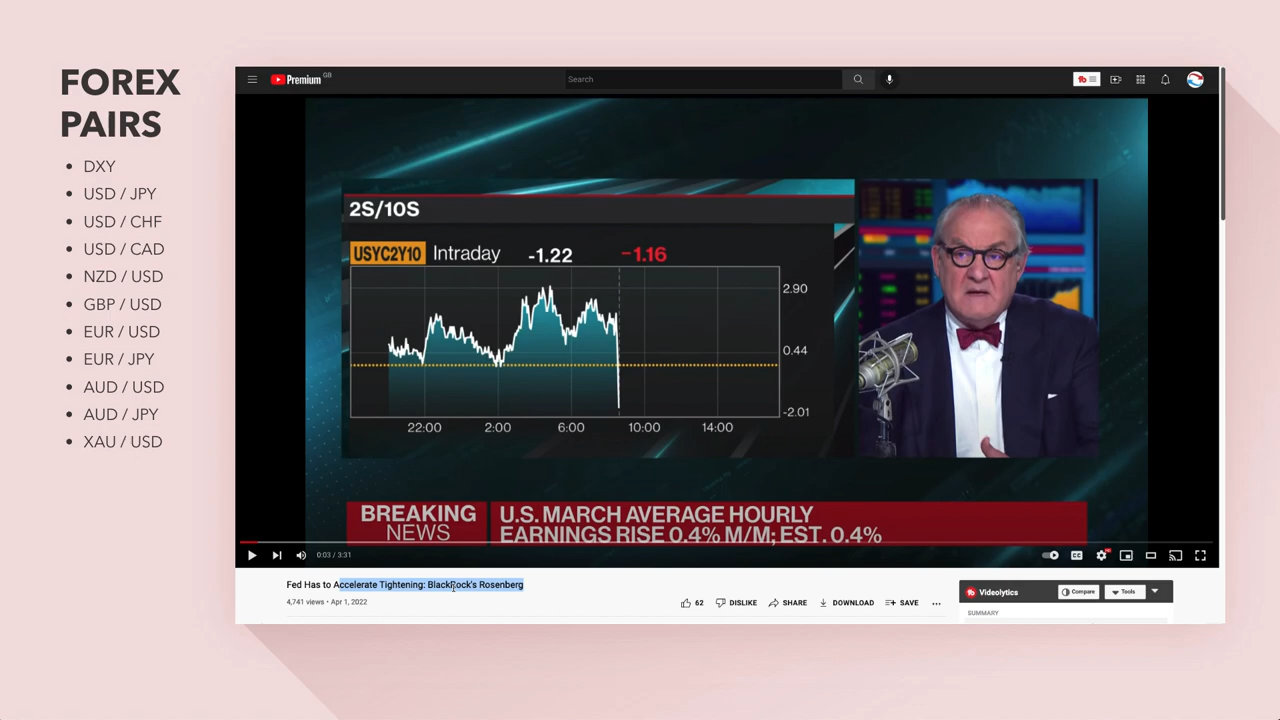 FOREX
PAIRS
DXY
USD / JPY
USD / CHF
USD / CAD
NZD / USD
GBP / USD
EUR / USD
EUR / JPY
AUD / USD
AUD / JPY
XAU / USD
Premium GB
Search
2S/10S
USYC2Y10 Intraday -1.22 -1.16
2.90
0.44
-2.01
22:00 2:00 6:00 10:00 14:00
BREAKING
NEWS
U.S. MARCH AVERAGE HOURLY
EARNINGS RISE 0.4% M/M; EST. 0.4%
0:03 / 3:31
Fed Has to Accelerate Tightening: BlackRock's Rosenberg
4,741 views • Apr 1, 2022
62 DISLIKE SHARE DOWNLOAD SAVE
Videolytics Compare Tools
SUMMARY